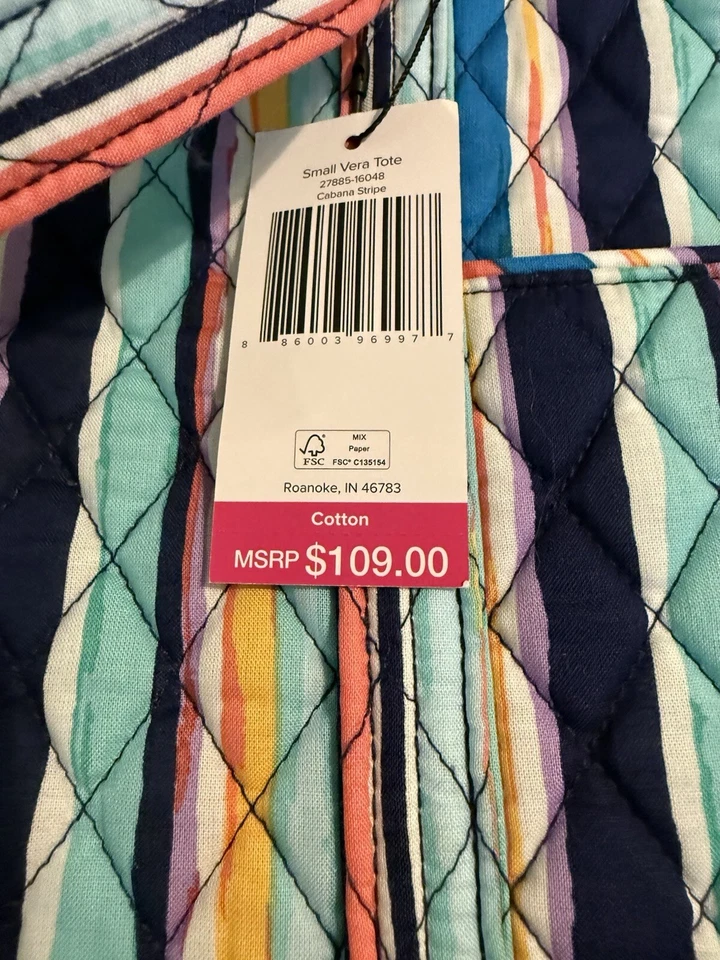 Small Vera Tote
27885-16048
Cabana Stripe
8 86003 96997 7
MIX
Paper
FSC® C135154
FSC
Roanoke, IN 46783
Cotton
MSRP $109.00